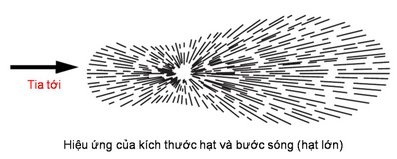 Tia tới
Hiệu ứng của kích thước hạt và bước sóng (hạt lớn)